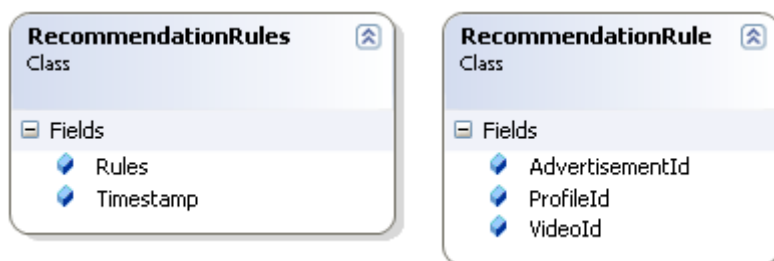 RecommendationRules
Class
Fields
Rules
Timestamp
RecommendationRule
Class
Fields
AdvertisementId
ProfileId
VideoId